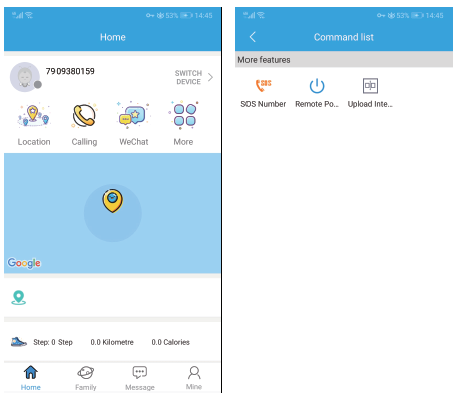 53% 14:45
Home
7909380159
SWITCH
DEVICE
Location Calling WeChat More
Google
Step: 0 Step 0.0 Kilometre 0.0 Calories
Home Family Message Mine
53% 14:45
Command list
More features
SOS
SOS Number Remote Po... Upload Inte...